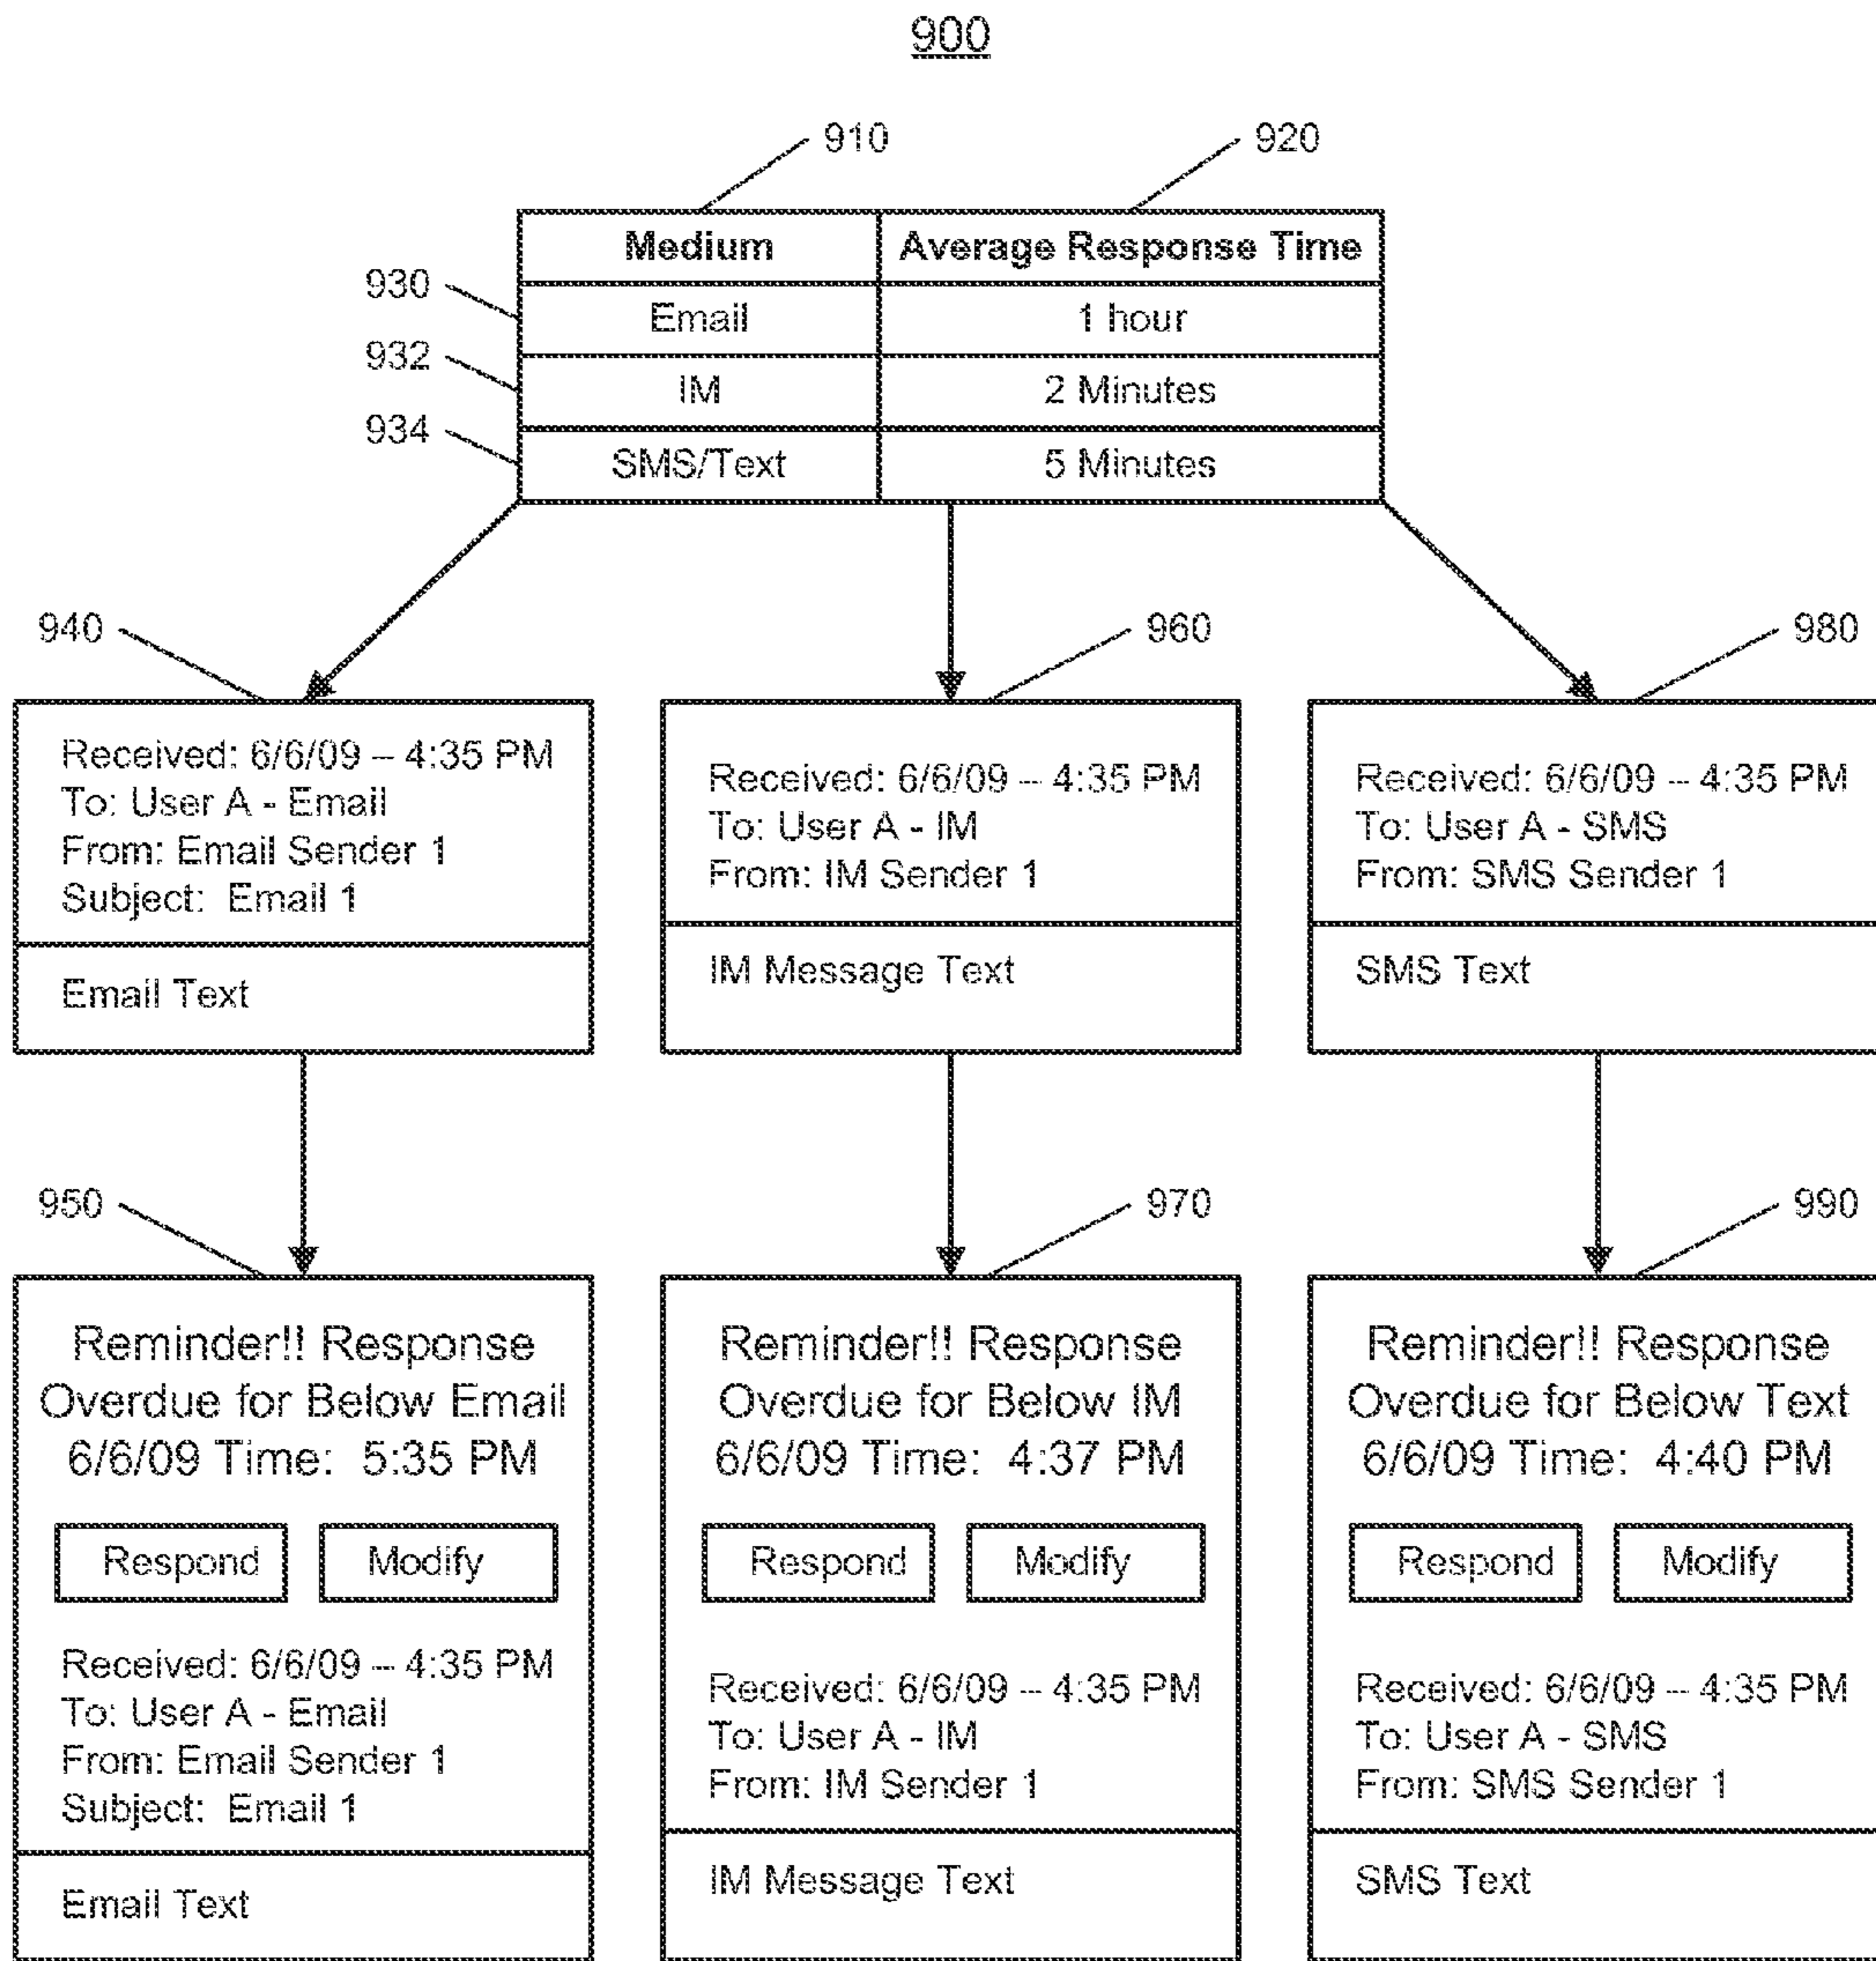 900
910
920
Medium
Average Response Time
930
Email
1 hour
932
IM
2 Minutes
934
SMS/Text
5 Minutes
940
Received: 6/6/09 – 4:35 PM
To: User A - Email
From: Email Sender 1
Subject:  Email 1
Email Text
960
Received: 6/6/09 – 4:35 PM
To: User A - IM
From: IM Sender 1
IM Message Text
980
Received: 6/6/09 – 4:35 PM
To: User A - SMS
From: SMS Sender 1
SMS Text
950
Reminder!! Response
Overdue for Below Email
6/6/09 Time:  5:35 PM
Respond
Modify
Received: 6/6/09 – 4:35 PM
To: User A - Email
From: Email Sender 1
Subject:  Email 1
Email Text
970
Reminder!! Response
Overdue for Below IM
6/6/09 Time:  4:37 PM
Respond
Modify
Received: 6/6/09 – 4:35 PM
To: User A - IM
From: IM Sender 1
IM Message Text
990
Reminder!! Response
Overdue for Below Text
6/6/09 Time:  4:40 PM
Respond
Modify
Received: 6/6/09 – 4:35 PM
To: User A - SMS
From: SMS Sender 1
SMS Text